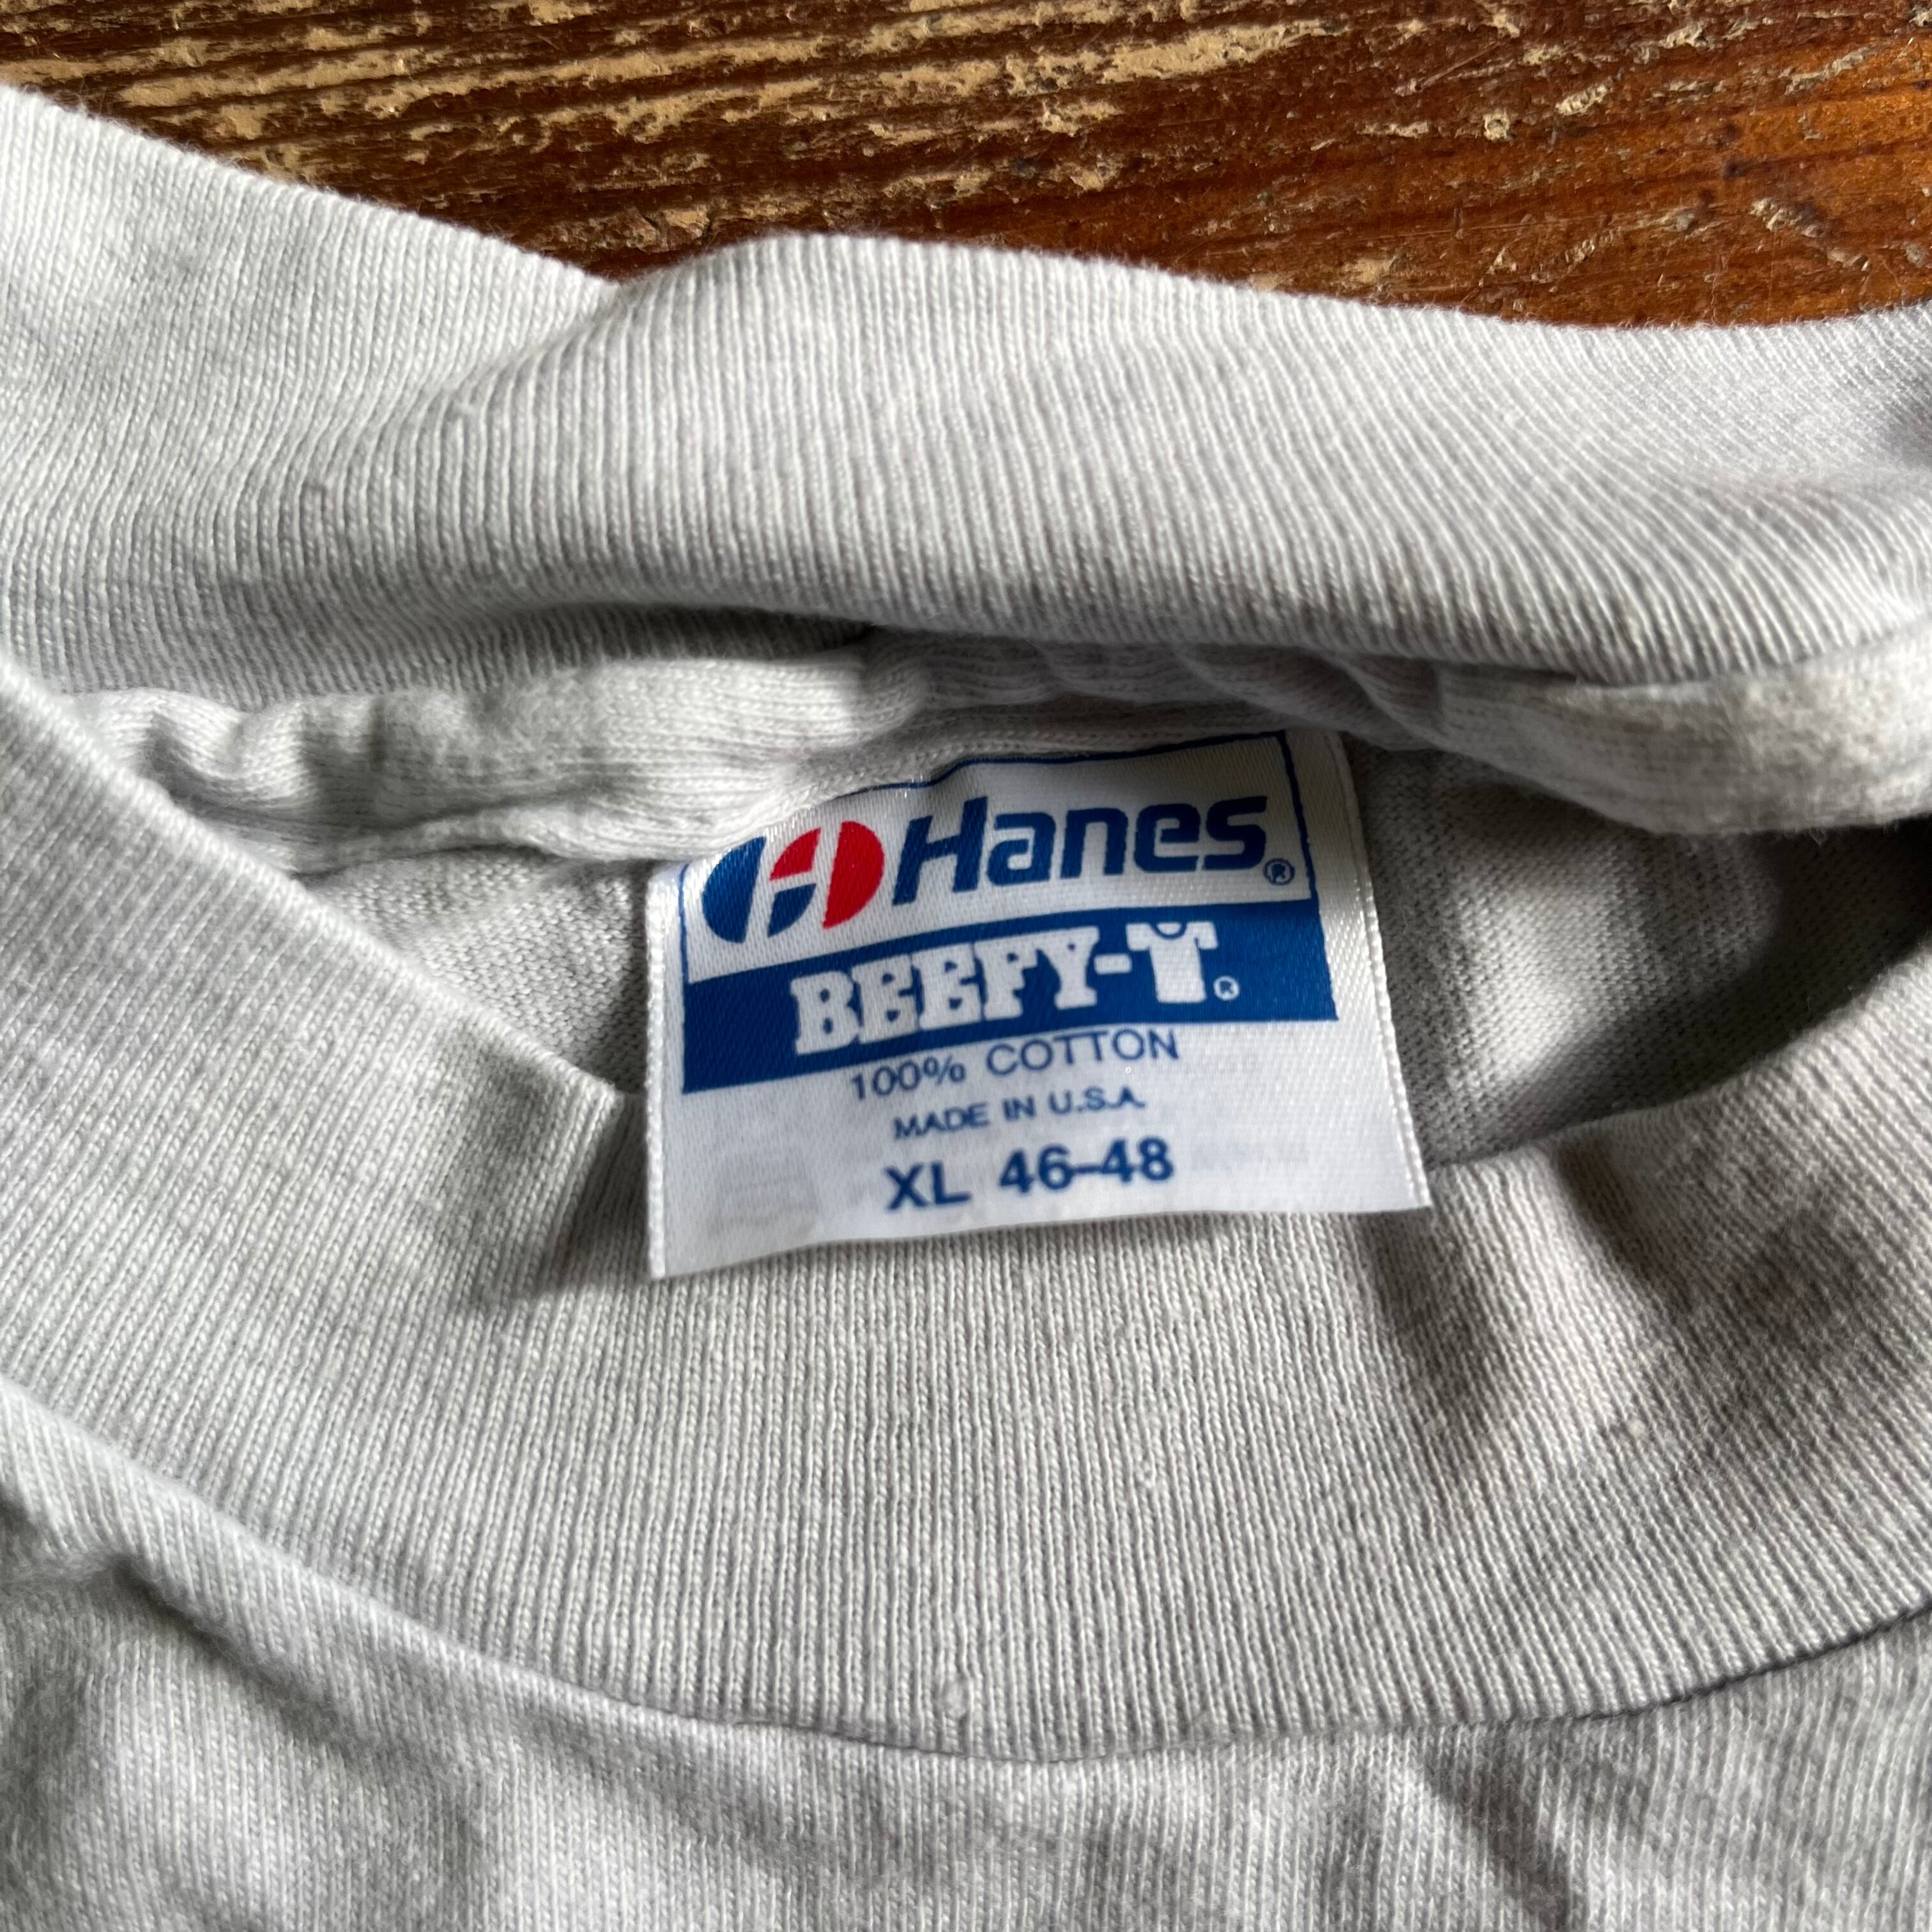 Hanes®
BEEFY-T®
100% COTTON
MADE IN U.S.A.
XL 46-48